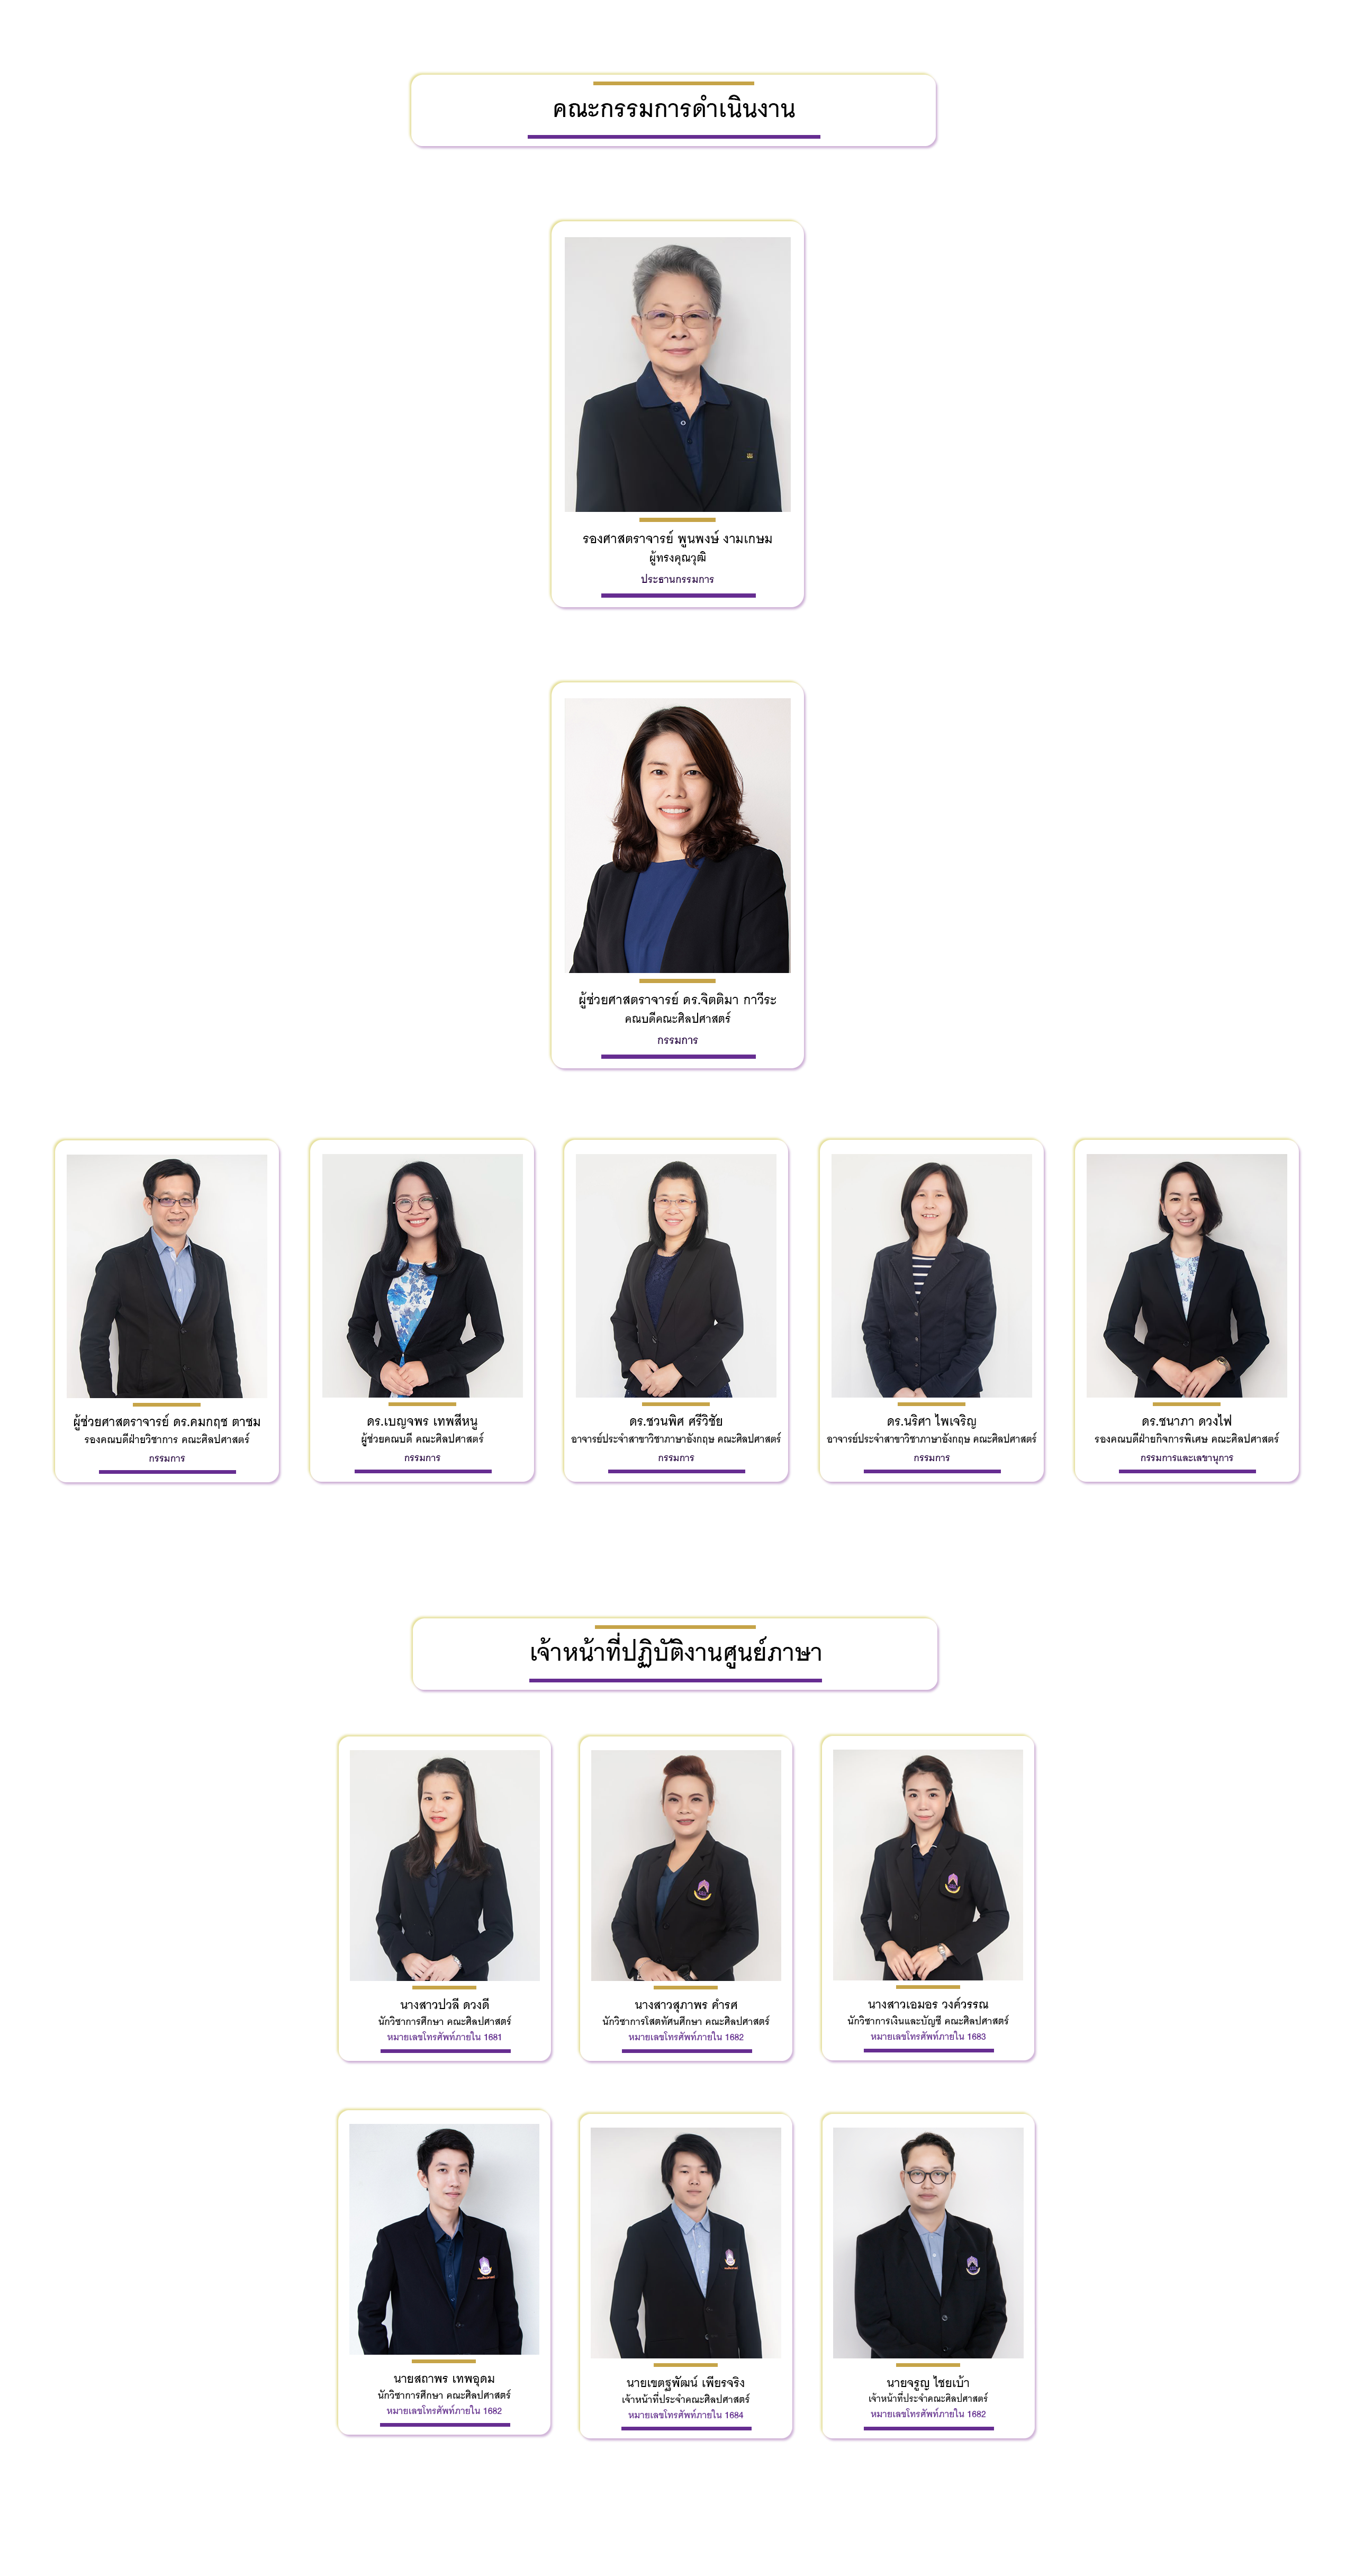 คณะกรรมการดำเนินงาน
รองศาสตราจารย์ พูนพงษ์ งามเกษม
ผู้ทรงคุณวุฒิ
ประธานกรรมการ
ผู้ช่วยศาสตราจารย์ ดร.จิตติมา กาวีระ
คณบดีคณะศิลปศาสตร์
กรรมการ
ผู้ช่วยศาสตราจารย์ ดร.คมกฤช ตาชม
รองคณบดีฝ่ายวิชาการ คณะศิลปศาสตร์
กรรมการ
ดร.เบญจพร เทพสีหนู
ผู้ช่วยคณบดี คณะศิลปศาสตร์
กรรมการ
ดร.ชวนพิศ ศรีวิชัย
อาจารย์ประจำสาขาวิชาภาษาอังกฤษ คณะศิลปศาสตร์
กรรมการ
ดร.นริศา ไพเจริญ
อาจารย์ประจำสาขาวิชาภาษาอังกฤษ คณะศิลปศาสตร์
กรรมการ
ดร.ชนาภา ดวงไฟ
รองคณบดีฝ่ายกิจการพิเศษ คณะศิลปศาสตร์
กรรมการและเลขานุการ
เจ้าหน้าที่ปฏิบัติงานศูนย์ภาษา
นางสาวปวลี ดวงดี
นักวิชาการศึกษา คณะศิลปศาสตร์
หมายเลขโทรศัพท์ภายใน 1681
นางสาวสุภาพร คำรศ
นักวิชาการโสตทัศนศึกษา คณะศิลปศาสตร์
หมายเลขโทรศัพท์ภายใน 1682
นางสาวเอมอร วงค์วรรณ
นักวิชาการเงินและบัญชี คณะศิลปศาสตร์
หมายเลขโทรศัพท์ภายใน 1683
นายสถาพร เทพอุดม
นักวิชาการศึกษา คณะศิลปศาสตร์
หมายเลขโทรศัพท์ภายใน 1682
นายเขตฐพัฒน์ เพียรจริง
เจ้าหน้าที่ประจำคณะศิลปศาสตร์
หมายเลขโทรศัพท์ภายใน 1684
นายจรูญ ไชยเบ้า
เจ้าหน้าที่ประจำคณะศิลปศาสตร์
หมายเลขโทรศัพท์ภายใน 1682